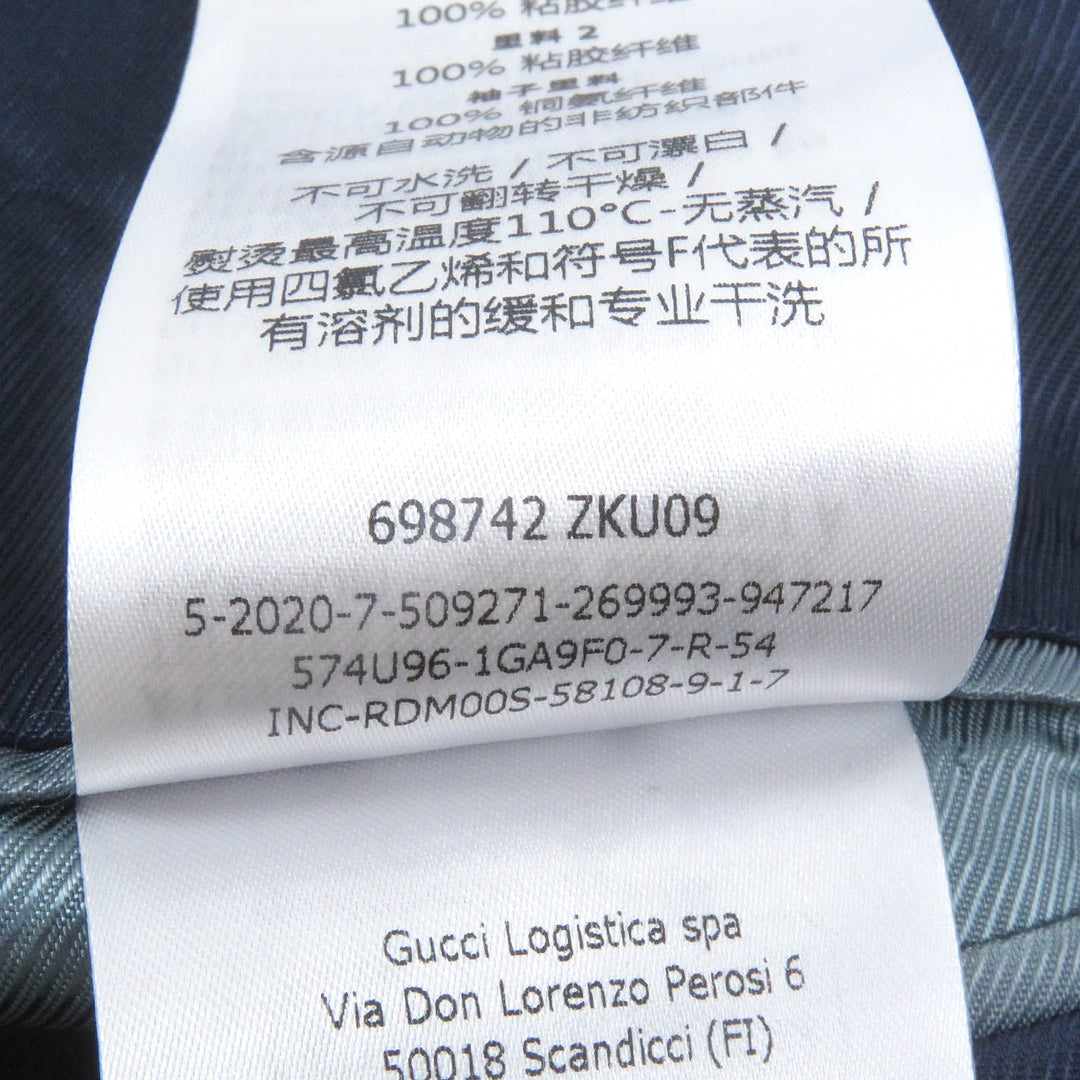 100% 粘胶纤维
里料 2
100% 粘胶纤维
袖子里料
100% 铜氨纤维
含源自动物的非纺织部件
不可水洗 / 不可漂白 /
不可翻转干燥 /
熨烫最高温度110°C-无蒸汽 /
使用四氯乙烯和符号F代表的所
有溶剂的缓和专业干洗
698742 ZKU09
5-2020-7-509271-269993-947217
574U96-1GA9F0-7-R-54
INC-RDM00S-58108-9-1-7
Gucci Logistica spa
Via Don Lorenzo Perosi 6
50018 Scandicci (FI)